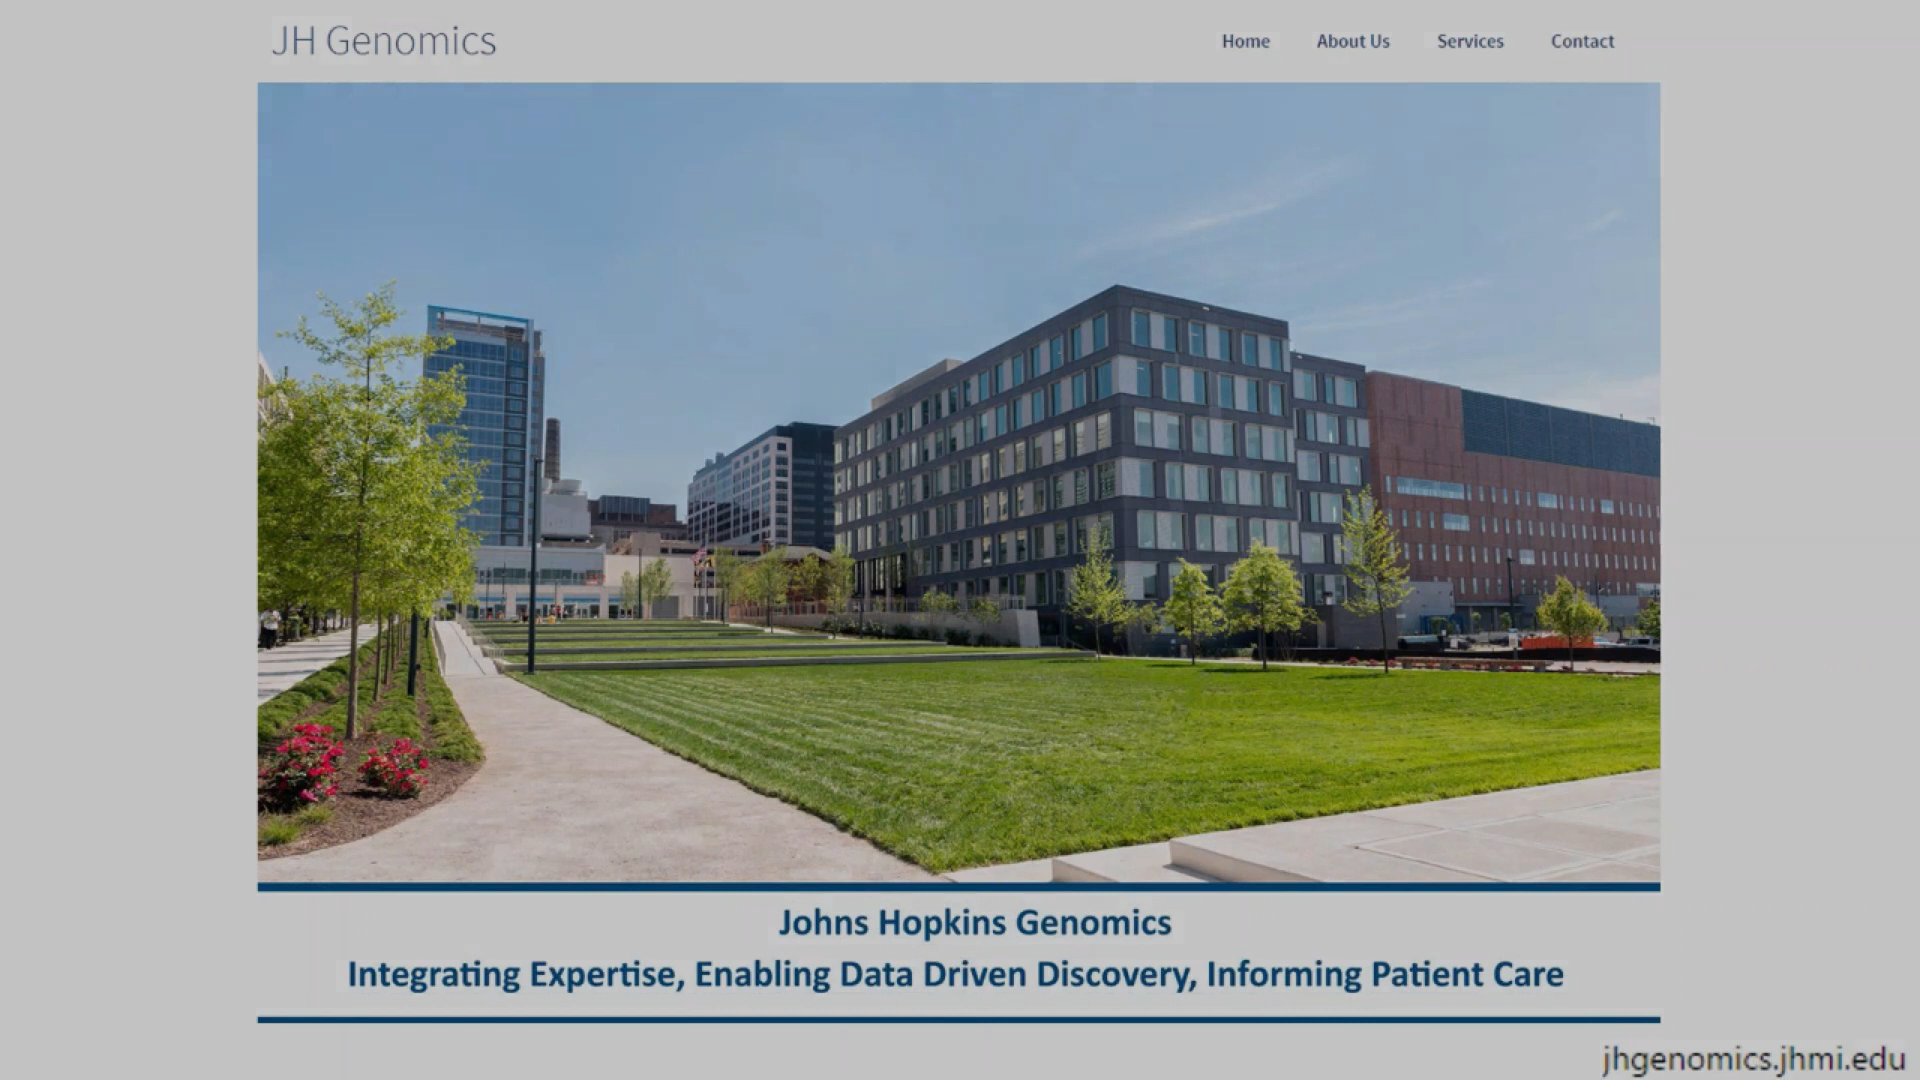 JH Genomics
Home About Us Services Contact
Johns Hopkins Genomics
Integrating Expertise, Enabling Data Driven Discovery, Informing Patient Care
jhgenomics.jhmi.edu